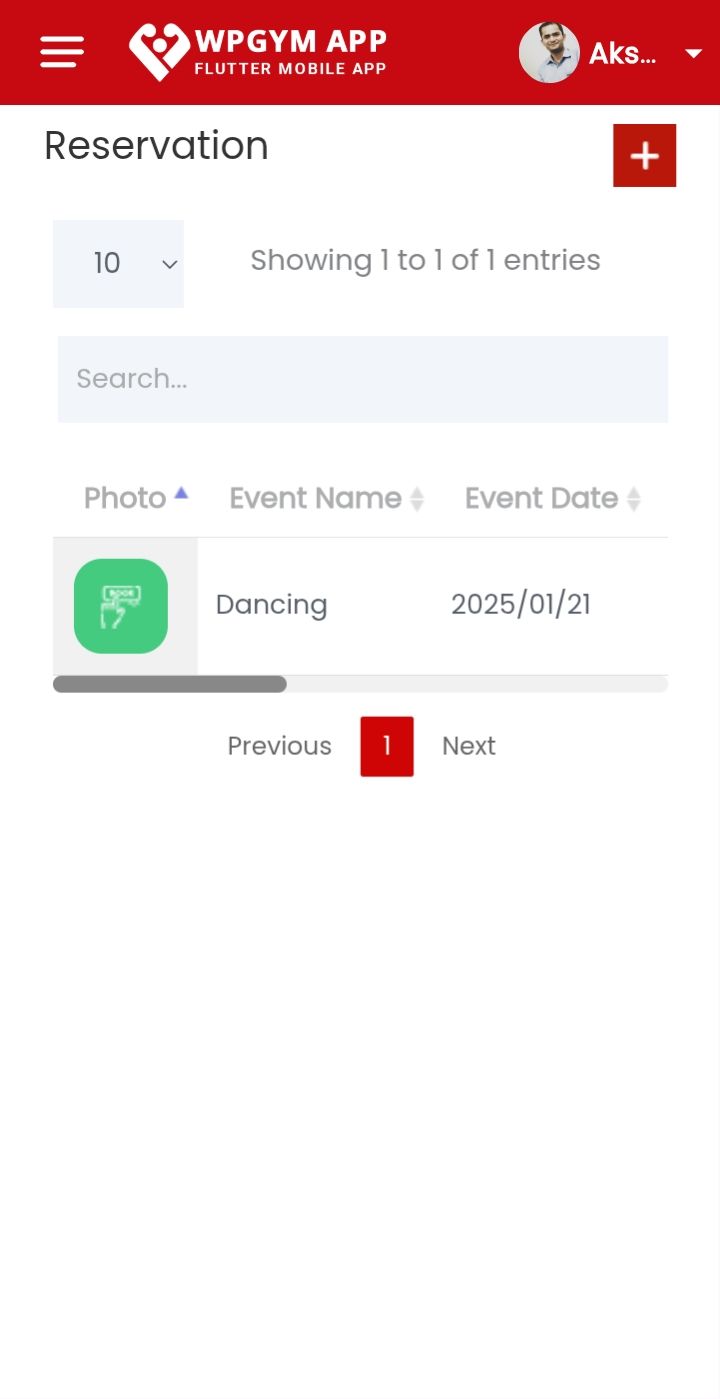 WPGYM APP
FLUTTER MOBILE APP
Aks...
Reservation
10
Showing 1 to 1 of 1 entries
Search...
Photo Event Name Event Date
BOOK
Dancing 2025/01/21
Previous 1 Next